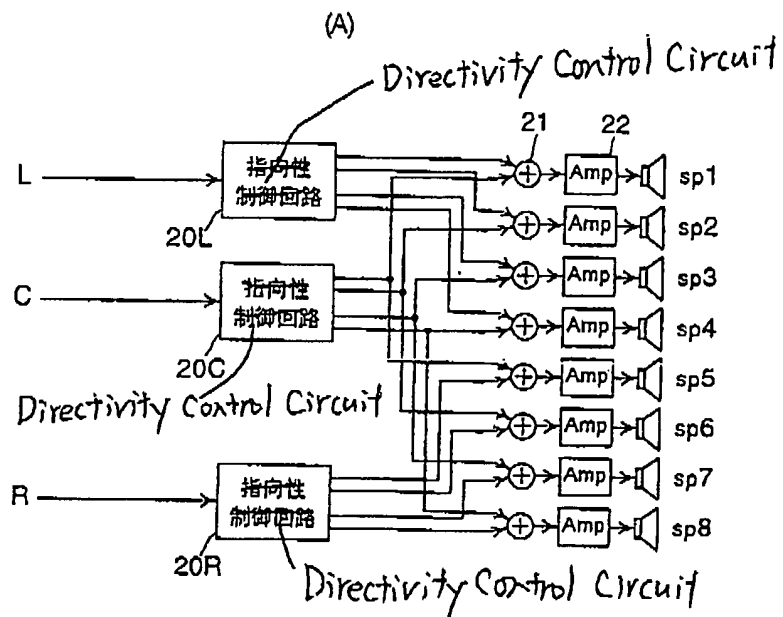 (A)
Directivity Control Circuit
21
22
L
指向性
制御回路
20L
Amp
sp1
Amp
sp2
Amp
sp3
Amp
sp4
C
指向性
制御回路
20C
Directivity Control Circuit
Amp
sp5
Amp
sp6
Amp
sp7
Amp
sp8
R
指向性
制御回路
20R
Directivity Control Circuit